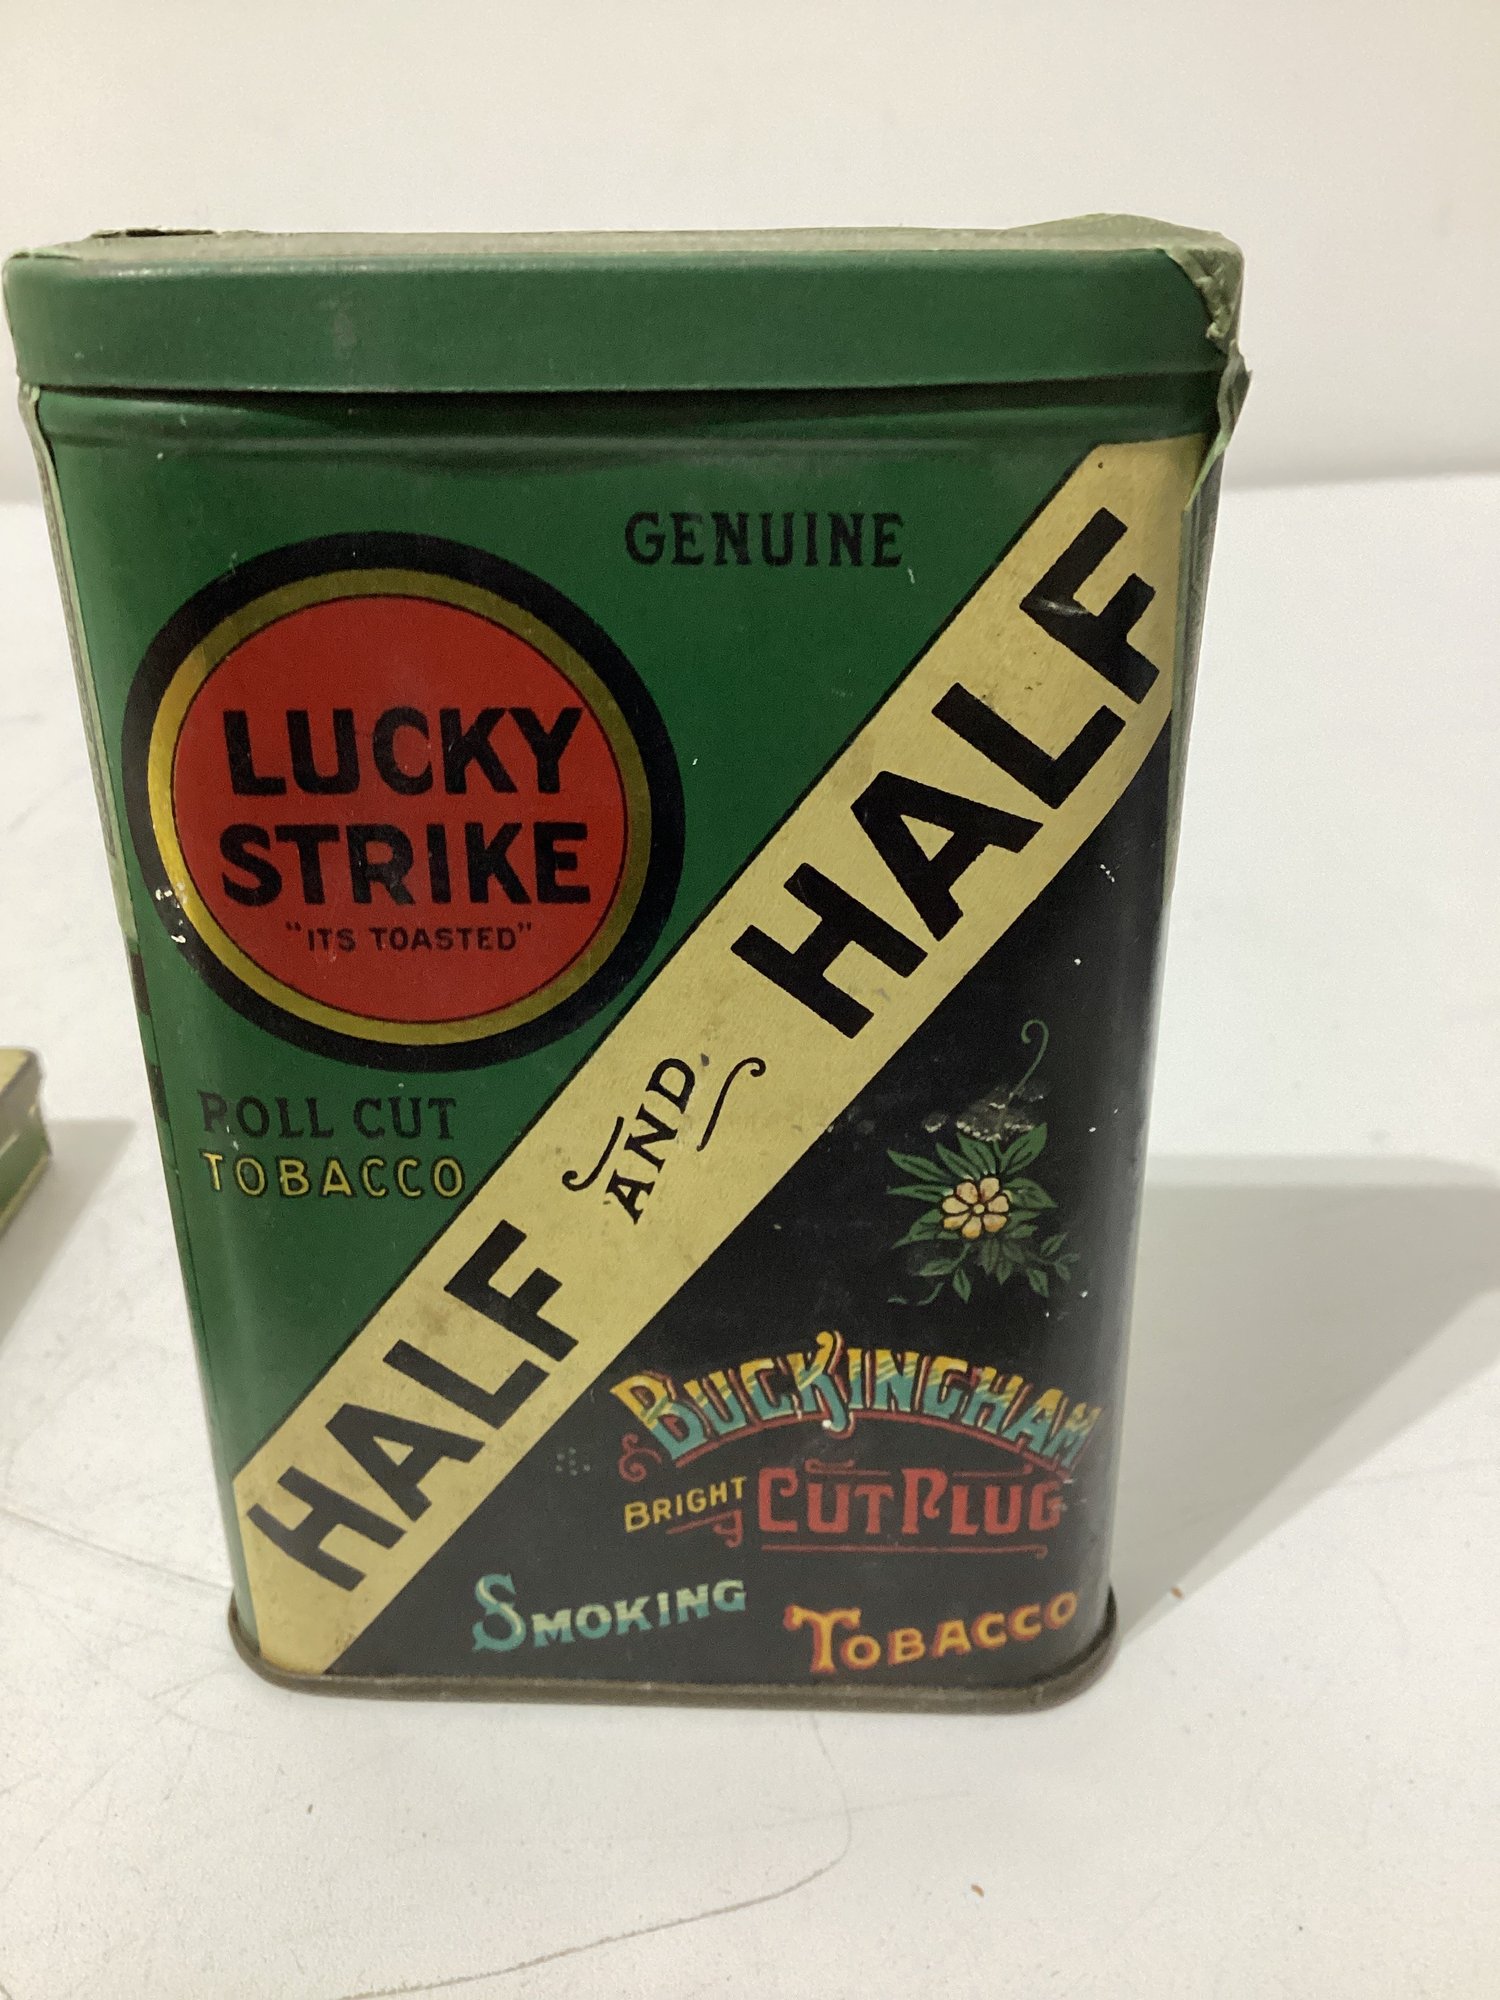 GENUINE
LUCKY
STRIKE
"ITS TOASTED"
ROLL CUT
TOBACCO
HALF AND HALF
BUCKINGHAM
BRIGHT CUT PLUG
SMOKING TOBACCO